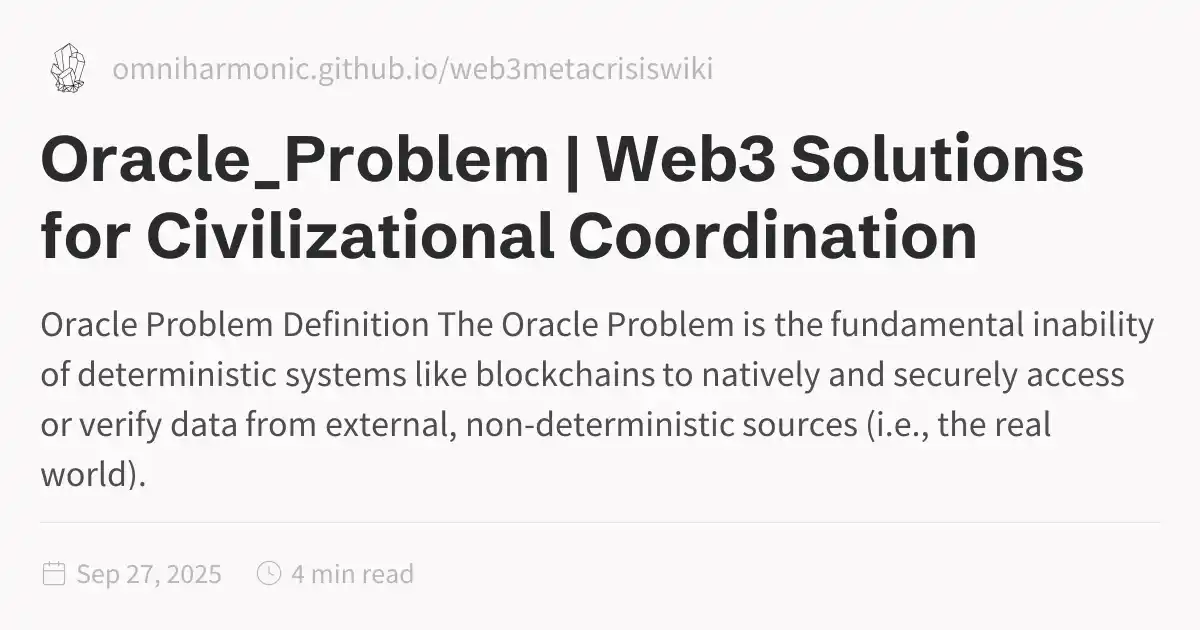 omniharmonic.github.io/web3metacrisiswiki
Oracle_Problem | Web3 Solutions
for Civilizational Coordination
Oracle Problem Definition The Oracle Problem is the fundamental inability
of deterministic systems like blockchains to natively and securely access
or verify data from external, non-deterministic sources (i.e., the real
world).
Sep 27, 2025 4 min read